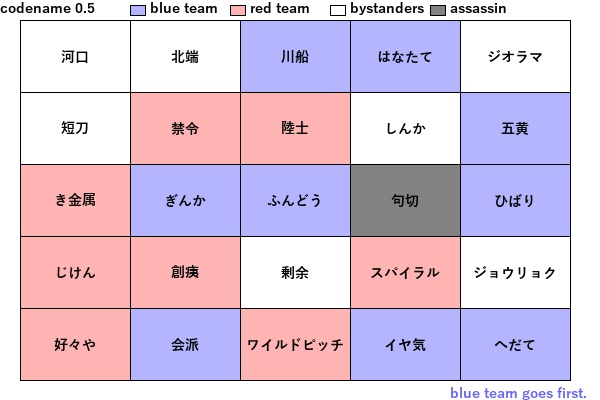 codename 0.5 blue team red team bystanders assassin
河口 北端 川船 はなたて ジオラマ
短刀 禁令 陸士 しんか 五黄
き金属 ぎんか ふんどう 句切 ひばり
じけん 創痍 剰余 スパイラル ジョウリョク
好々や 会派 ワイルドピッチ イヤ気 へだて
blue team goes first.